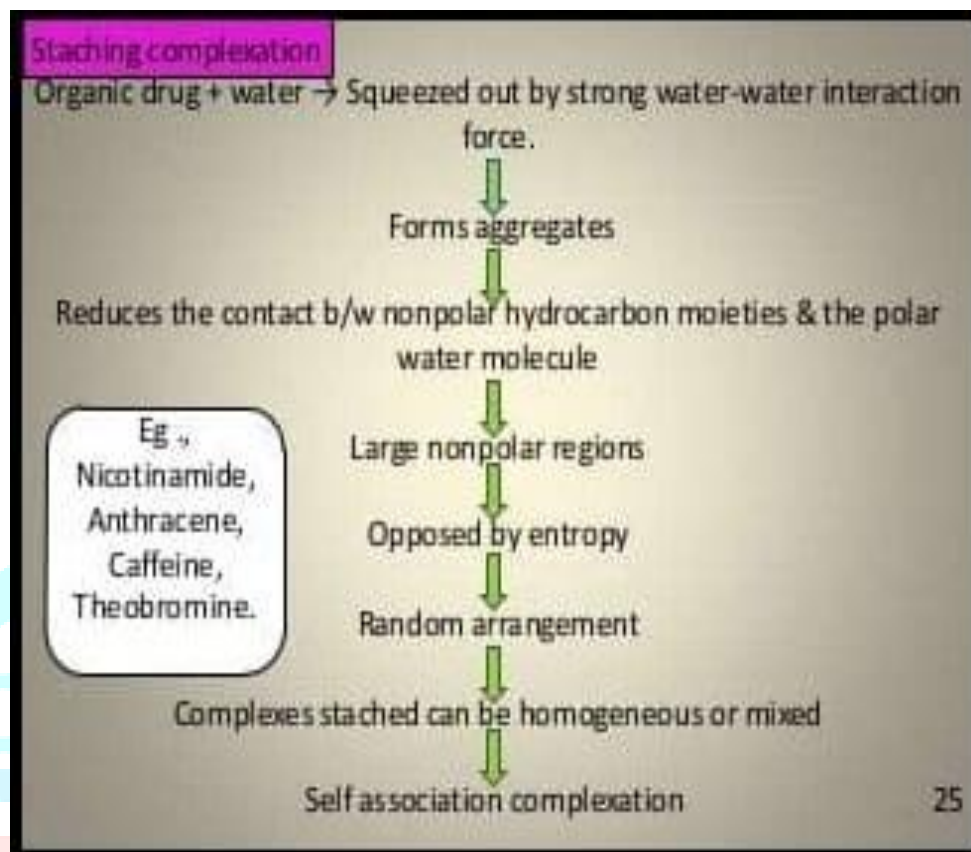 Staching complexation
Organic drug + water → Squeezed out by strong water-water interaction
force.
Forms aggregates
Reduces the contact b/w nonpolar hydrocarbon moieties & the polar
water molecule
Eg .,
Nicotinamide,
Anthracene,
Caffeine,
Theobromine.
Large nonpolar regions
Opposed by entropy
Random arrangement
Complexes stached can be homogeneous or mixed
Self association complexation
25